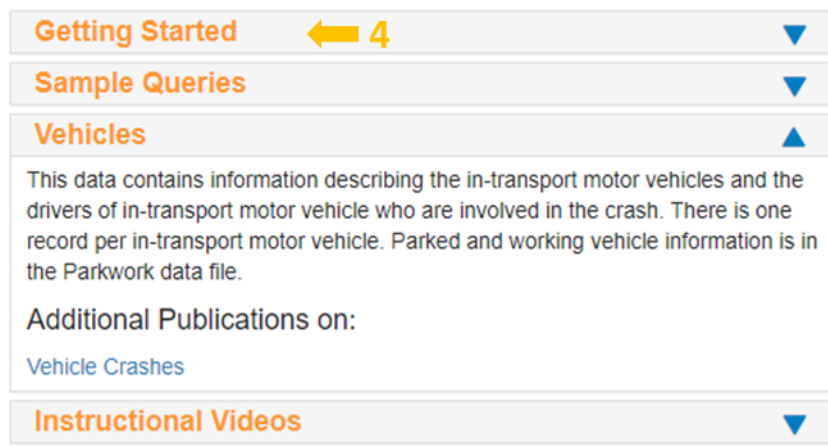 Getting Started 4
Sample Queries
Vehicles
This data contains information describing the in-transport motor vehicles and the
drivers of in-transport motor vehicle who are involved in the crash. There is one
record per in-transport motor vehicle. Parked and working vehicle information is in
the Parkwork data file.
Additional Publications on:
Vehicle Crashes
Instructional Videos